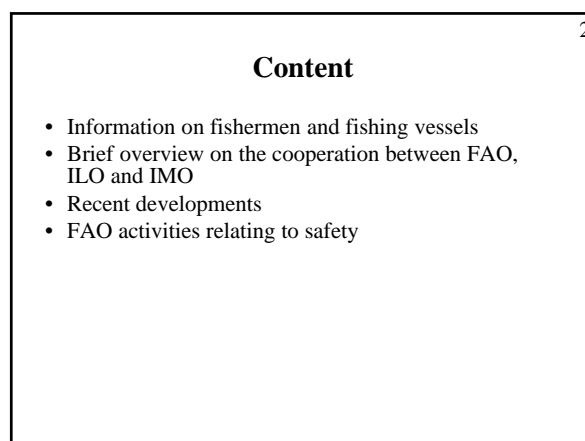 2
Content
• Information on fishermen and fishing vessels
• Brief overview on the cooperation between FAO,
ILO and IMO
• Recent developments
• FAO activities relating to safety